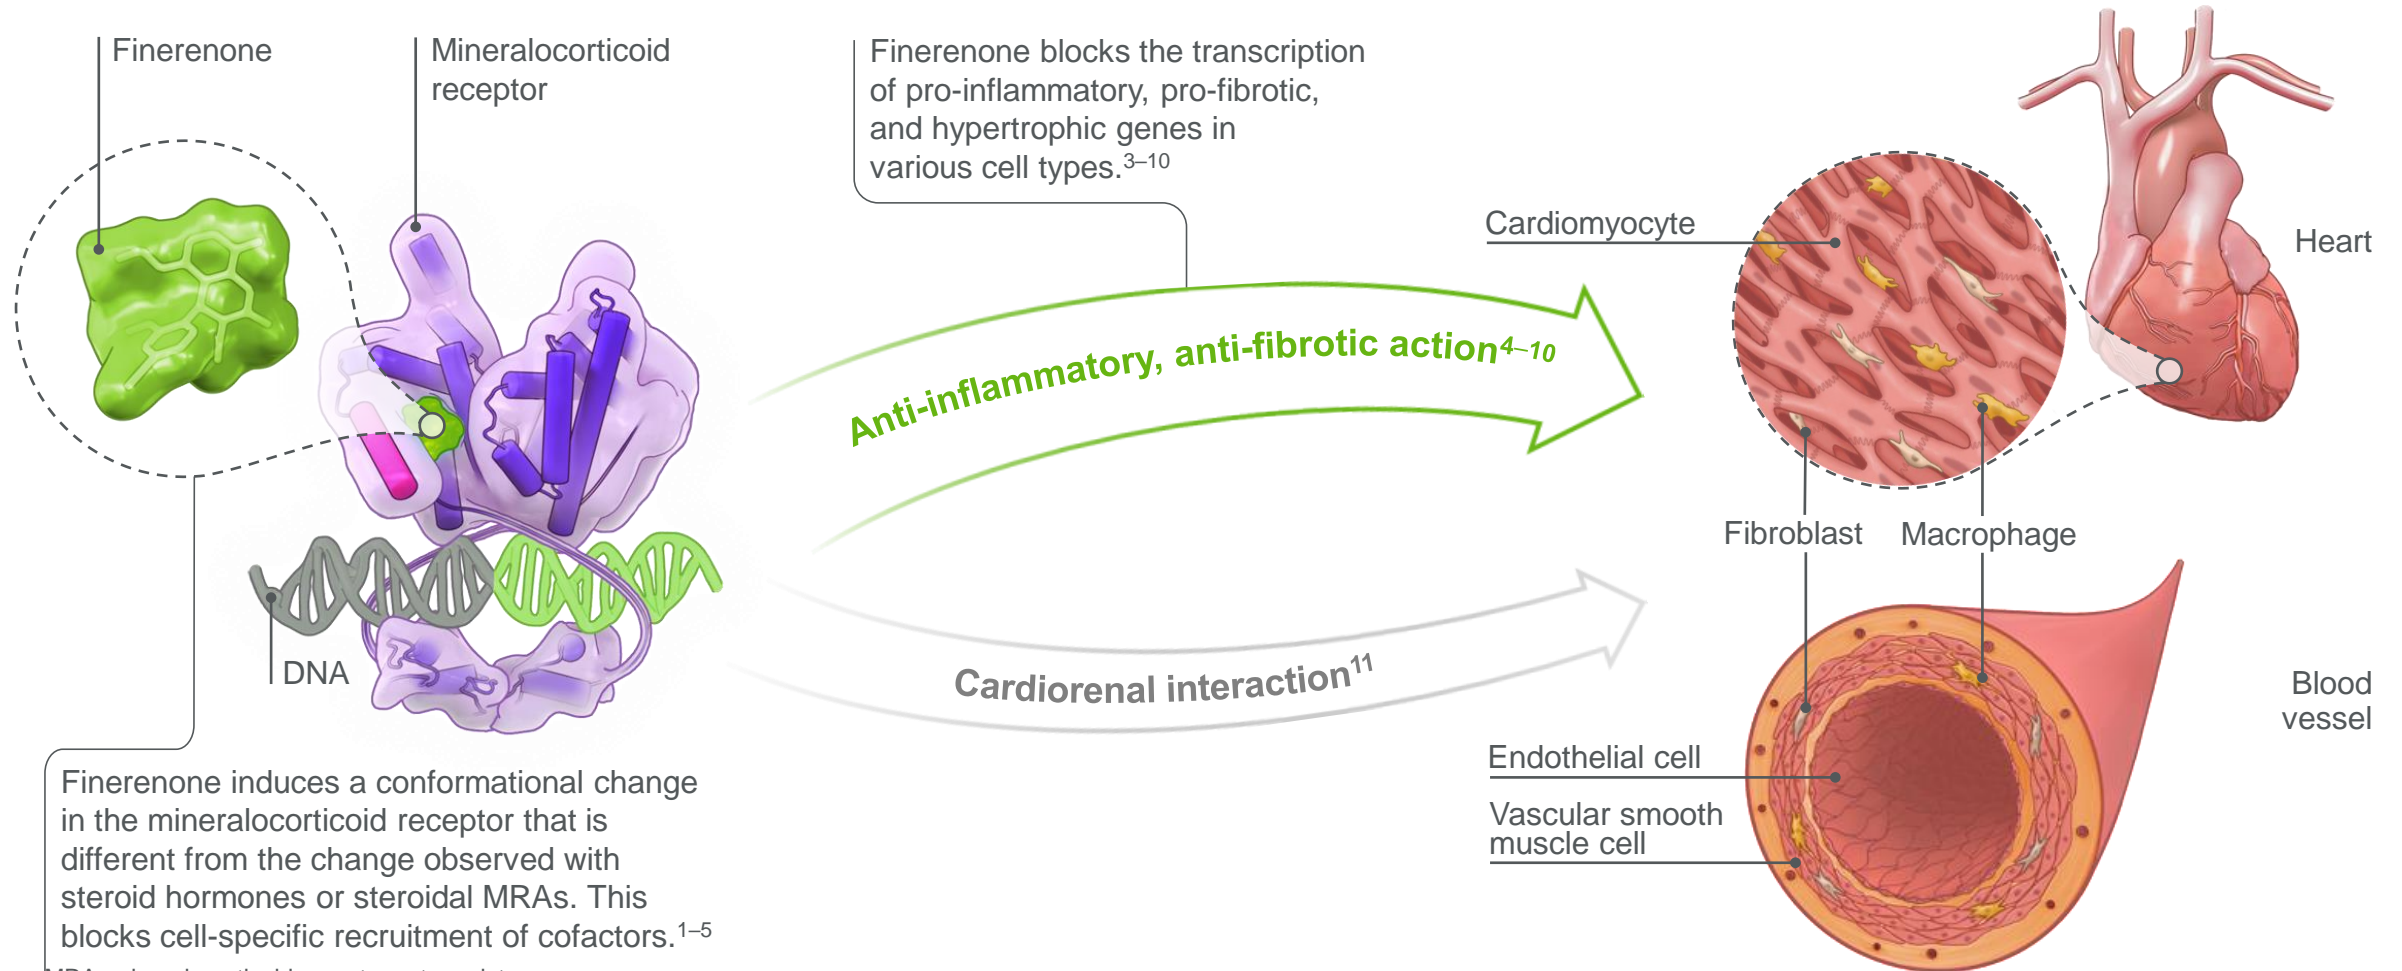 Finerenone
Mineralocorticoid
receptor
Finerenone blocks the transcription
of pro-inflammatory, pro-fibrotic,
and hypertrophic genes in
various cell types.3–10
Cardiomyocyte
Heart
Anti-inflammatory, anti-fibrotic action4–10
Fibroblast
Macrophage
DNA
Cardiorenal interaction11
Blood
vessel
Endothelial cell
Vascular smooth
muscle cell
Finerenone induces a conformational change
in the mineralocorticoid receptor that is
different from the change observed with
steroid hormones or steroidal MRAs. This
blocks cell-specific recruitment of cofactors.1–5